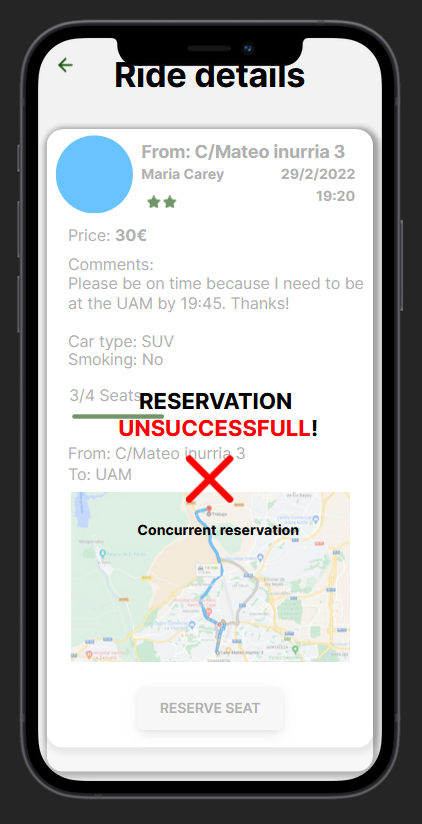 Ride details
From: C/Mateo inurria 3
Maria Carey 29/2/2022
19:20
Price: 30€
Comments:
Please be on time because I need to be
at the UAM by 19:45. Thanks!
Car type: SUV
Smoking: No
3/4 Seats
RESERVATION
UNSUCCESSFULL!
From: C/Mateo inurria 3
To: UAM
Concurrent reservation
RESERVE SEAT